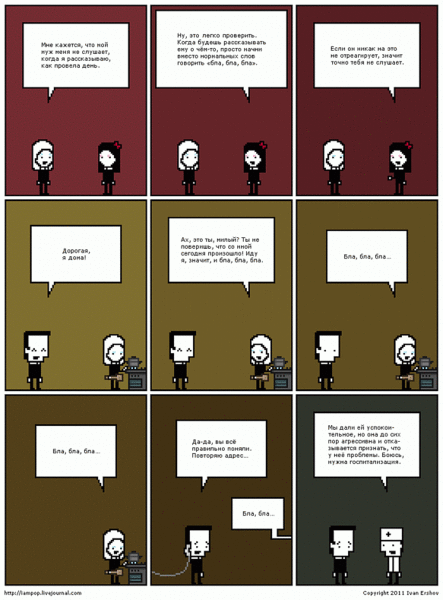 Мне кажется, что мой
муж меня не слушает,
когда я рассказываю,
как провела день.
Ну, это легко проверить.
Когда будешь рассказывать
ему о чём-то, просто начни
вместо нормальных слов
говорить «бла, бла, бла».
Если он никак на это
не отреагирует, значит
точно тебя не слушает.
Дорогая,
я дома!
Ах, это ты, милый? Ты не
поверишь, что со мной
сегодня произошло! Иду
я, значит, и бла, бла, бла.
Бла, бла, бла...
Бла, бла, бла...
Да-да, вы всё
правильно поняли.
Повторяю адрес...
Бла, бла...
Мы дали ей успокои-
тельное, но она до сих
пор агрессивна и отка-
зывается признать, что
у неё проблемы. Боюсь,
нужна госпитализация.
http://lampop.livejournal.com/
Copyright 2011 Ivan Ershov